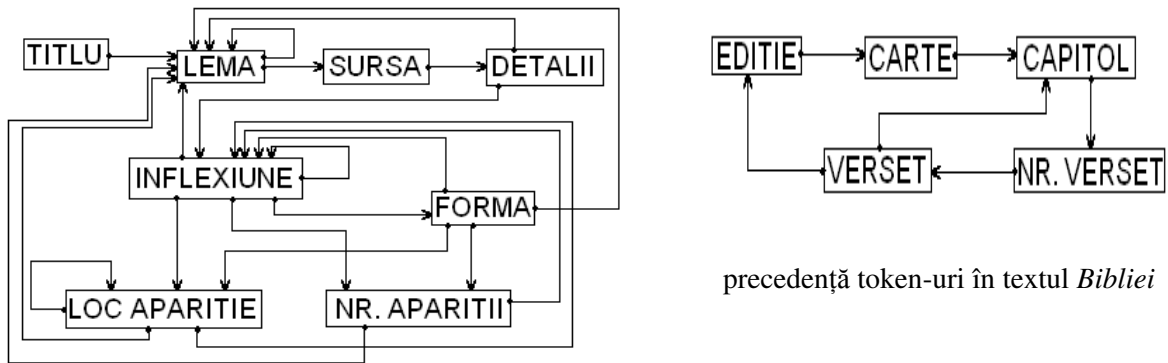 TITLU
LEMA
SURSA
DETALII
INFLEXIUNE
FORMA
LOC APARITIE
NR. APARITII
EDITIE
CARTE
CAPITOL
VERSET
NR. VERSET
precedență token-uri în textul Bibliei